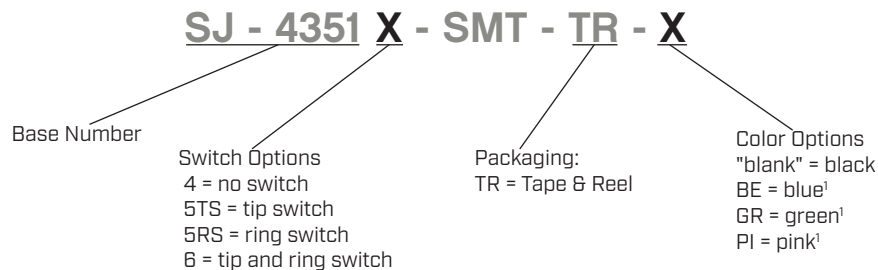 SJ - 4351 X - SMT - TR - X
Base Number
Switch Options
4 = no switch
5TS = tip switch
5RS = ring switch
6 = tip and ring switch
Packaging:
TR = Tape & Reel
Color Options
"blank" = black
BE = blue¹
GR = green¹
PI = pink¹